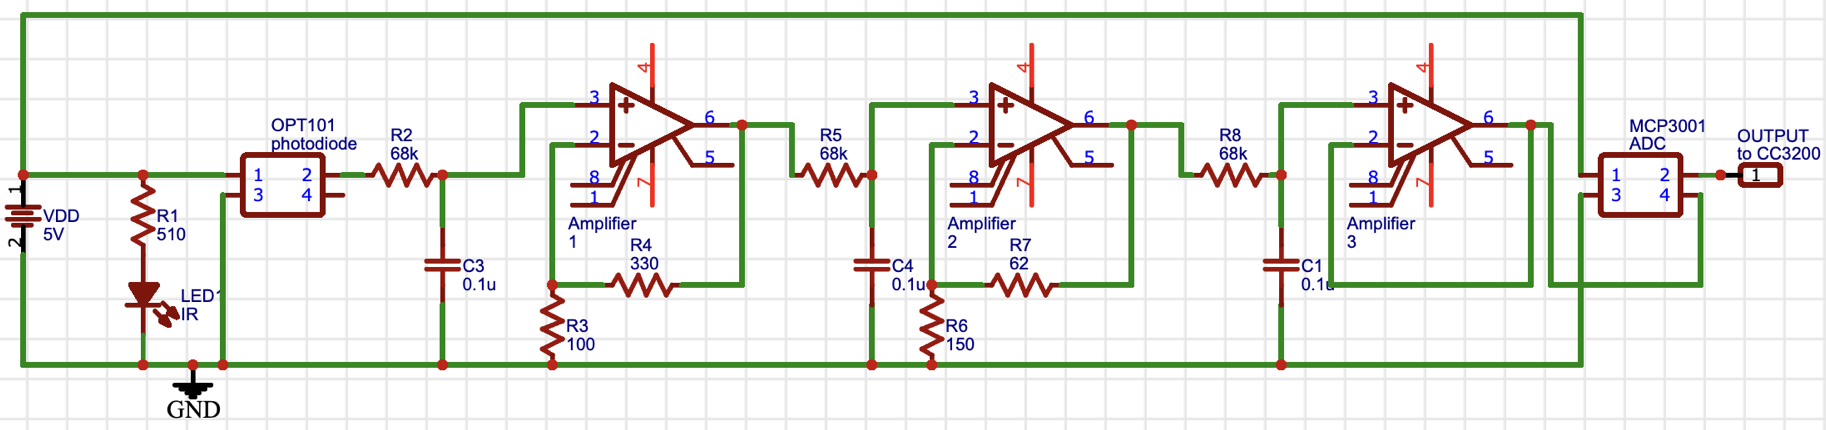 1
2
VDD
5V
R1
510
LED1
IR
GND
OPT101
photodiode
1
2
3
4
R2
68k
C3
0.1u
3
2
4
6
5
8
1
7
Amplifier
1
R4
330
R3
100
R5
68k
C4
0.1u
3
2
4
6
5
8
1
7
Amplifier
2
R7
62
R6
150
R8
68k
C1
0.1u
3
2
4
6
5
8
1
7
Amplifier
3
MCP3001
ADC
1
2
3
4
OUTPUT
to CC3200
1